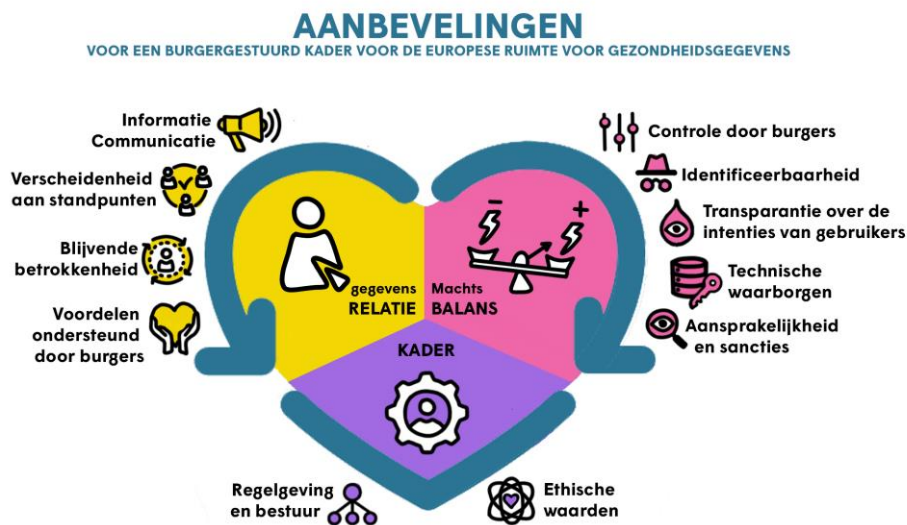 AANBEVELINGEN
VOOR EEN BURGERGESTUURD KADER VOOR DE EUROPESE RUIMTE VOOR GEZONDHEIDSGEGEVENS
Informatie
Communicatie
Verscheidenheid
aan standpunten
Blijvende
betrokkenheid
Voordelen
ondersteund
door burgers
gegevens
RELATIE
Machts
BALANS
KADER
Controle door burgers
Identificeerbaarheid
Transparantie over de
intenties van gebruikers
Technische
waarborgen
Aansprakelijkheid
en sancties
Regelgeving
en bestuur
Ethische
waarden